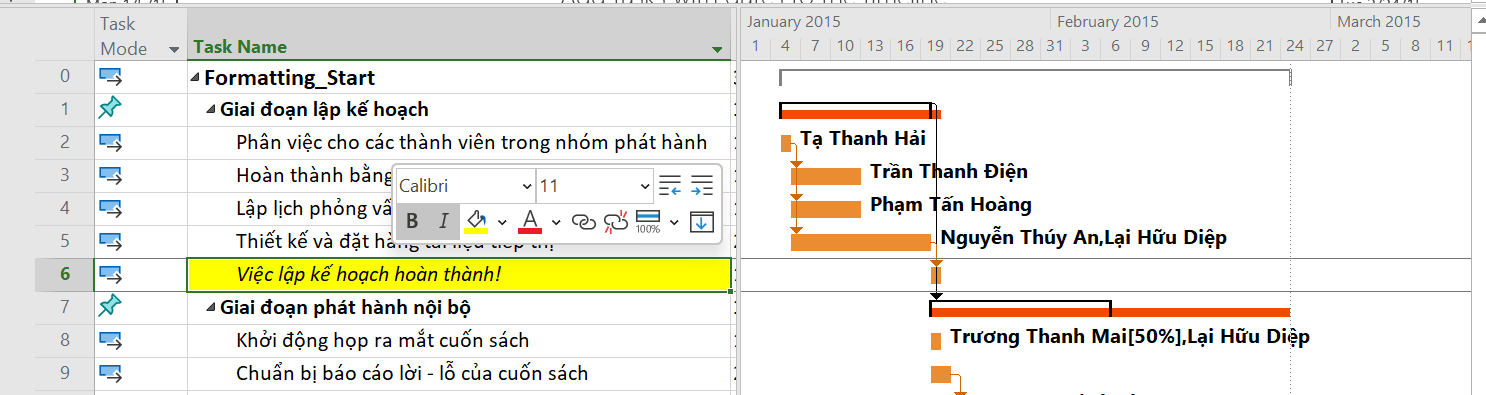 Task Mode
Task Name
January 2015
February 2015
March 2015
1 4 7 10 13 16 19 22 25 28 31 3 6 9 12 15 18 21 24 27 2 5 8 11 1
0 Formatting_Start
1 Giai đoạn lập kế hoạch
2 Phân việc cho các thành viên trong nhóm phát hành
Tạ Thanh Hải
3 Hoàn thành bằng
Trần Thanh Điện
Calibri 11
4 Lập lịch phỏng vấ
Phạm Tấn Hoàng
B I A 100%
5 Thiết kế và đặt hàng tài liệu tiếp thị
Nguyễn Thúy An,Lại Hữu Diệp
6 Việc lập kế hoạch hoàn thành!
7 Giai đoạn phát hành nội bộ
8 Khởi động họp ra mắt cuốn sách
Trương Thanh Mai[50%],Lại Hữu Diệp
9 Chuẩn bị báo cáo lời - lỗ của cuốn sách